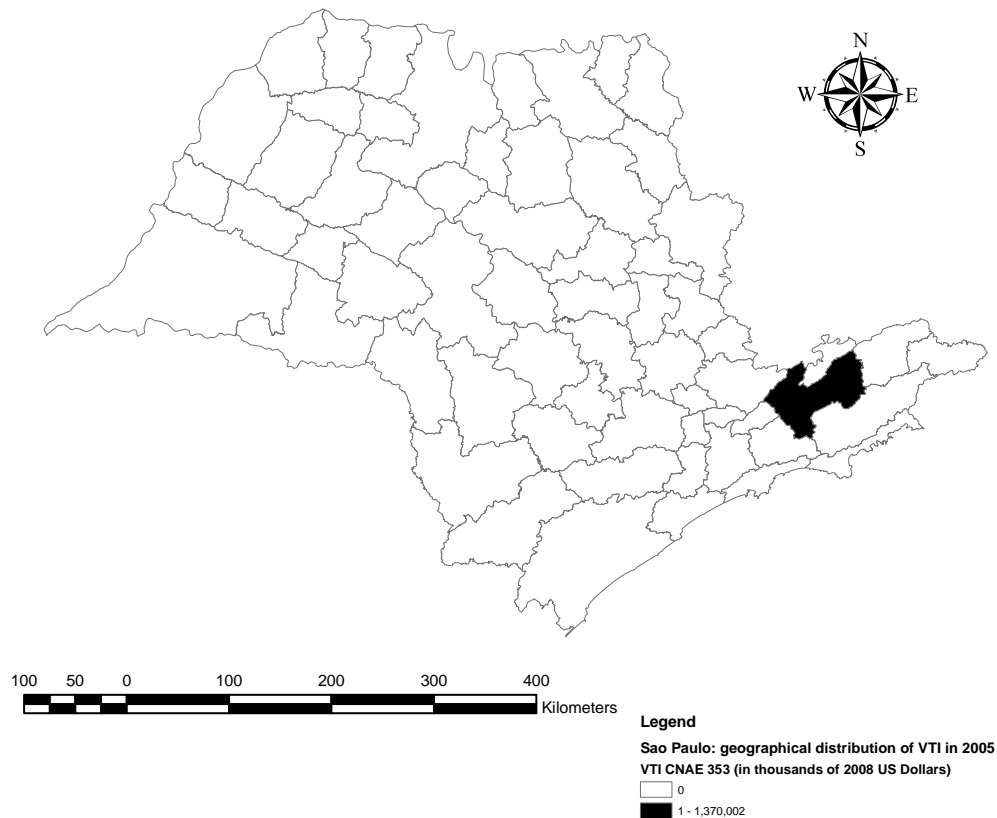 N
W E
S
100 50 0 100 200 300 400
Kilometers
Legend
Sao Paulo: geographical distribution of VTI in 2005
VTI CNAE 353 (in thousands of 2008 US Dollars)
0
1 - 1,370,002